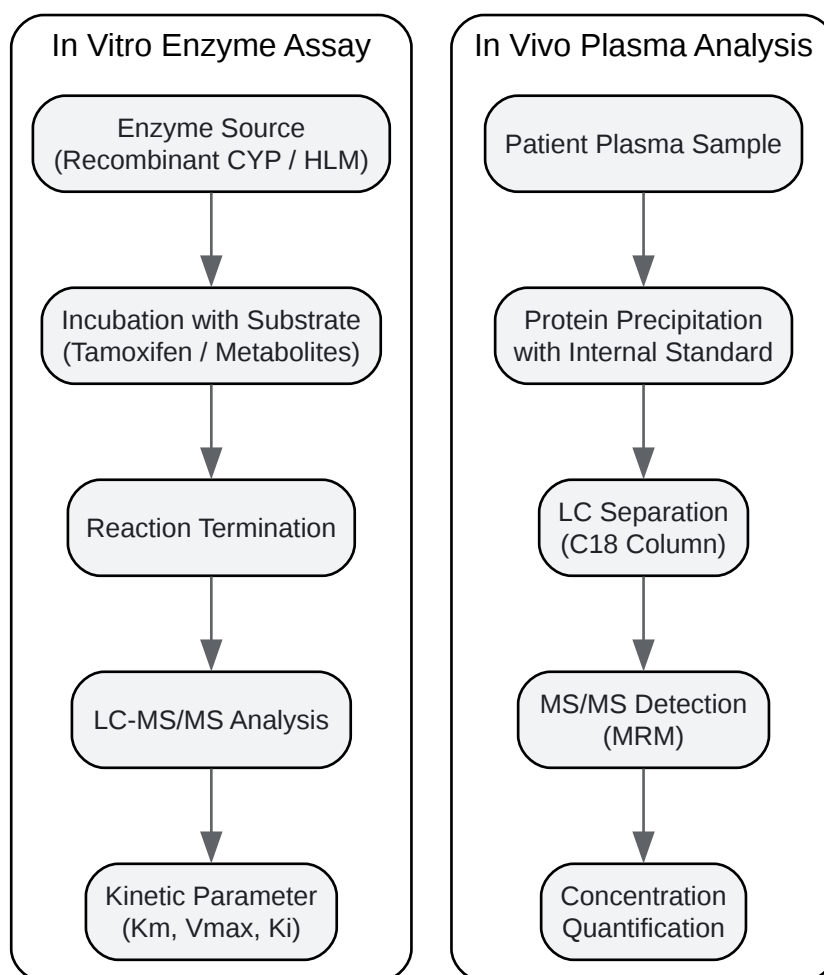 In Vitro Enzyme Assay
Enzyme Source
(Recombinant CYP / HLM)
Incubation with Substrate
(Tamoxifen / Metabolites)
Reaction Termination
LC-MS/MS Analysis
Kinetic Parameter
(Km, Vmax, Ki)
In Vivo Plasma Analysis
Patient Plasma Sample
Protein Precipitation
with Internal Standard
LC Separation
(C18 Column)
MS/MS Detection
(MRM)
Concentration
Quantification